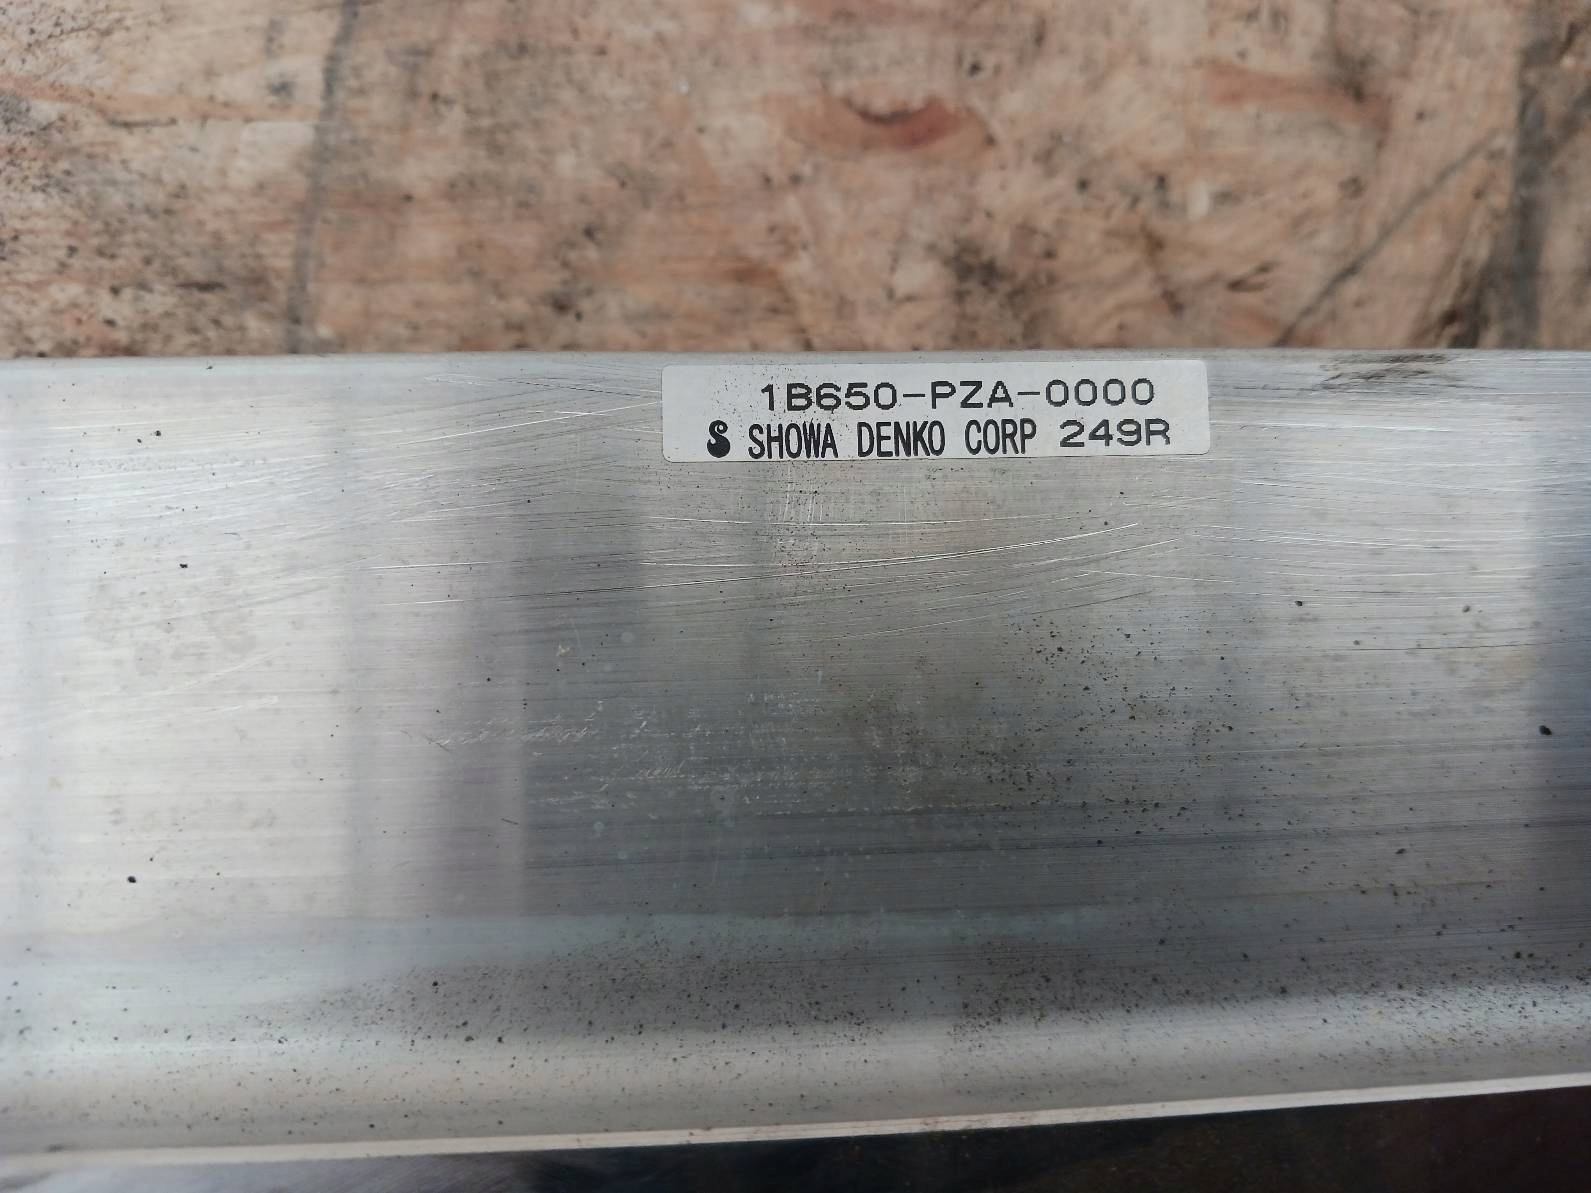 1B650-PZA-0000
SHOWA DENKO CORP 249R